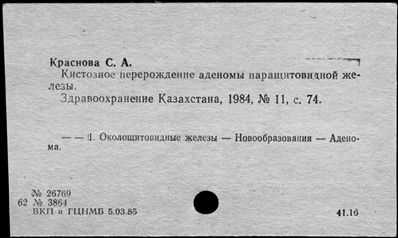 Краснова С. А.
Кистозное перерождение аденомы паращитовидной же-
лезы.
Здравоохранение Казахстана, 1984, № 11, с. 74.
— — 1. Околощитовидные железы — Новообразования — Адено-
ма.
№ 26769
62 № 3864
ВКП и ГЦНМБ 5.03.85
41.16